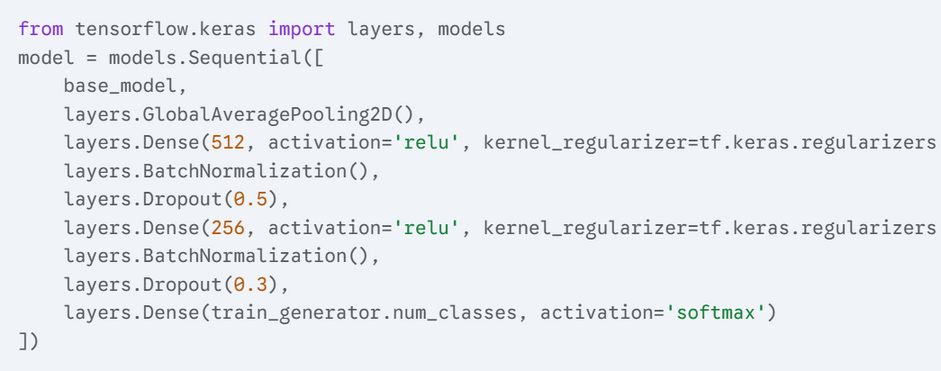 from tensorflow.keras import layers, models
model = models.Sequential([
    base_model,
    layers.GlobalAveragePooling2D(),
    layers.Dense(512, activation='relu', kernel_regularizer=tf.keras.regularizers
    layers.BatchNormalization(),
    layers.Dropout(0.5),
    layers.Dense(256, activation='relu', kernel_regularizer=tf.keras.regularizers
    layers.BatchNormalization(),
    layers.Dropout(0.3),
    layers.Dense(train_generator.num_classes, activation='softmax')
])